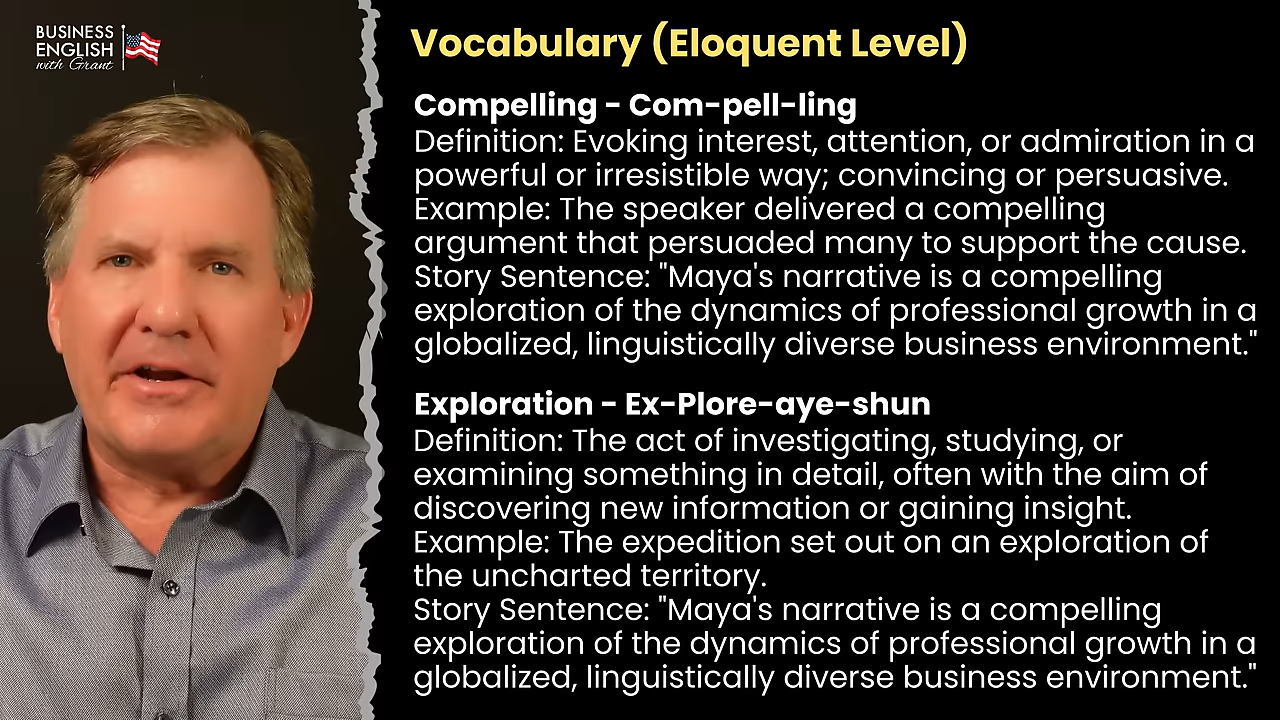 BUSINESS
ENGLISH
with Grant
Vocabulary (Eloquent Level)
Compelling - Com-pell-ling
Definition: Evoking interest, attention, or admiration in a
powerful or irresistible way; convincing or persuasive.
Example: The speaker delivered a compelling
argument that persuaded many to support the cause.
Story Sentence: "Maya's narrative is a compelling
exploration of the dynamics of professional growth in a
globalized, linguistically diverse business environment."
Exploration - Ex-Plore-aye-shun
Definition: The act of investigating, studying, or
examining something in detail, often with the aim of
discovering new information or gaining insight.
Example: The expedition set out on an exploration of
the uncharted territory.
Story Sentence: "Maya's narrative is a compelling
exploration of the dynamics of professional growth in a
globalized, linguistically diverse business environment."